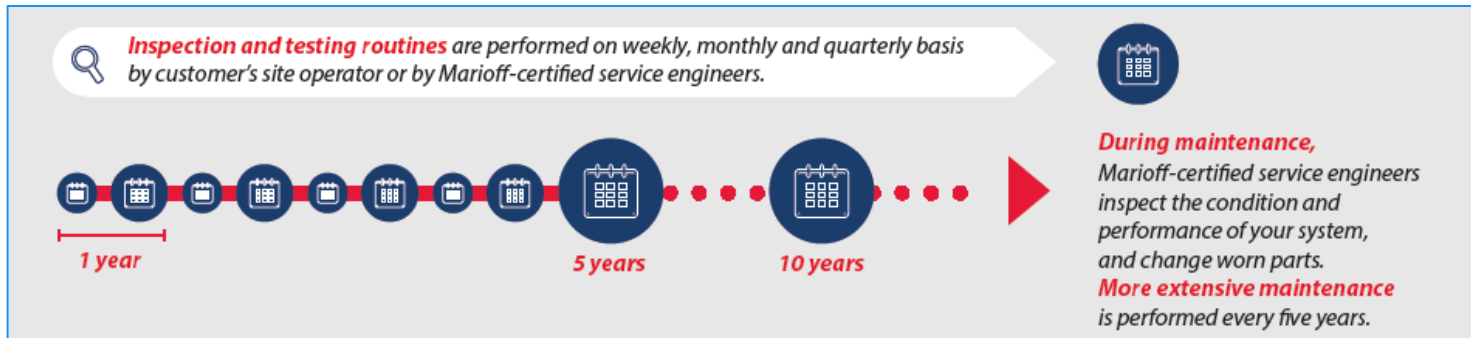 Inspection and testing routines are performed on weekly, monthly and quarterly basis
by customer's site operator or by Marioff-certified service engineers.
1 year
5 years
10 years
During maintenance,
Marioff-certified service engineers
inspect the condition and
performance of your system,
and change worn parts.
More extensive maintenance
is performed every five years.